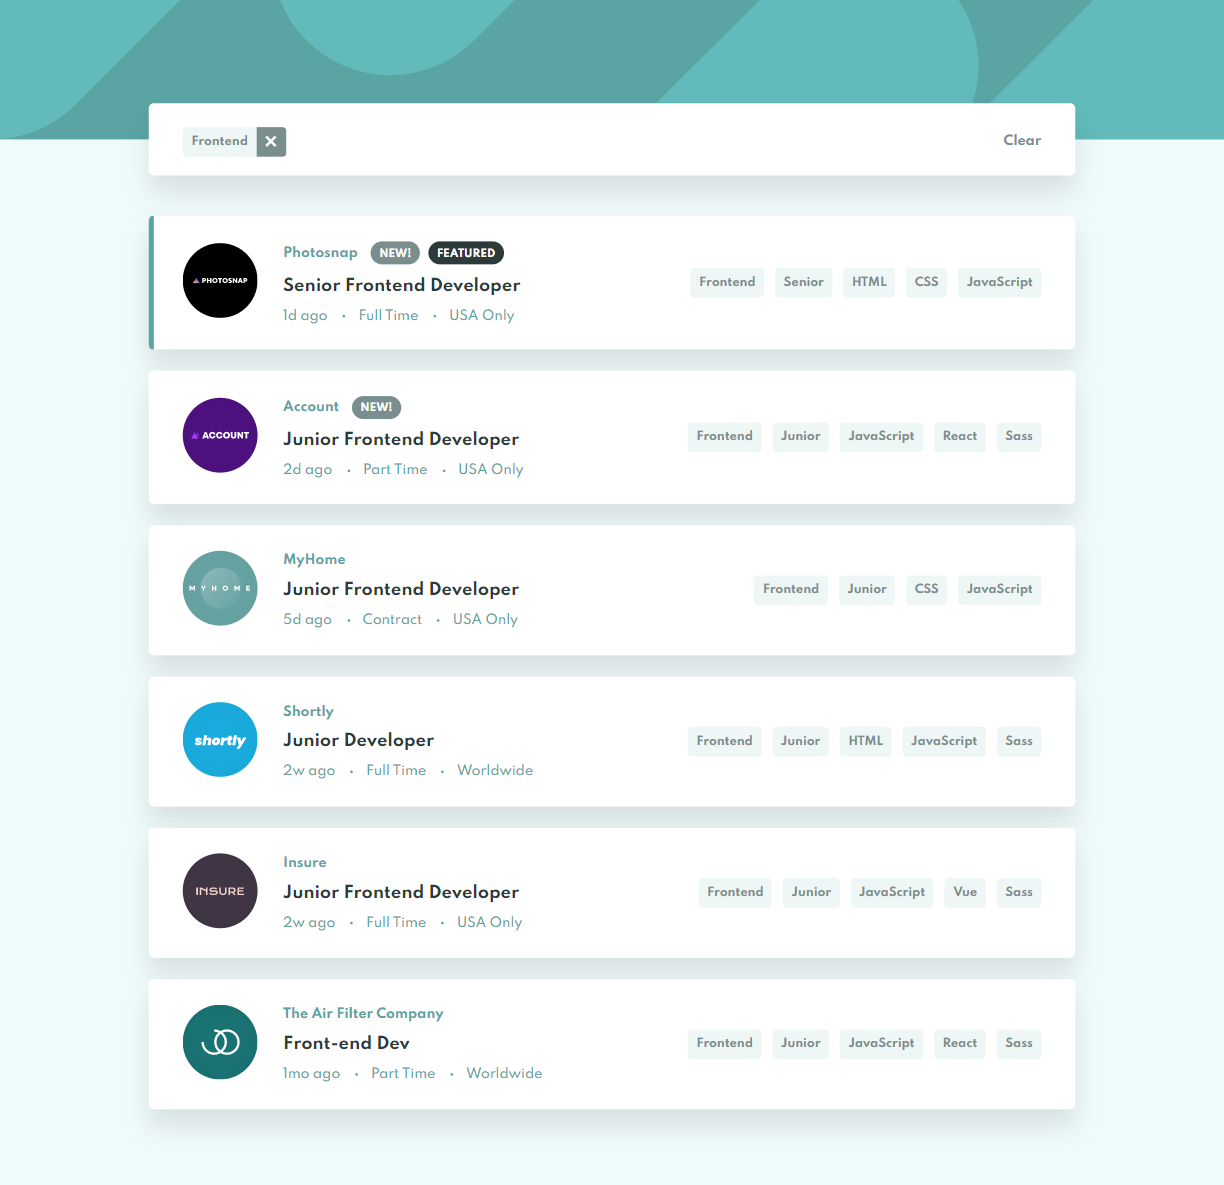 Frontend Clear
PHOTOSNAP
Photosnap NEW! FEATURED
Senior Frontend Developer
1d ago • Full Time • USA Only
Frontend Senior HTML CSS JavaScript
ACCOUNT
Account NEW!
Junior Frontend Developer
2d ago • Part Time • USA Only
Frontend Junior JavaScript React Sass
MYHOME
MyHome
Junior Frontend Developer
5d ago • Contract • USA Only
Frontend Junior CSS JavaScript
shortly
Shortly
Junior Developer
2w ago • Full Time • Worldwide
Frontend Junior HTML JavaScript Sass
INSURE
Insure
Junior Frontend Developer
2w ago • Full Time • USA Only
Frontend Junior JavaScript Vue Sass
The Air Filter Company
Front-end Dev
1mo ago • Part Time • Worldwide
Frontend Junior JavaScript React Sass